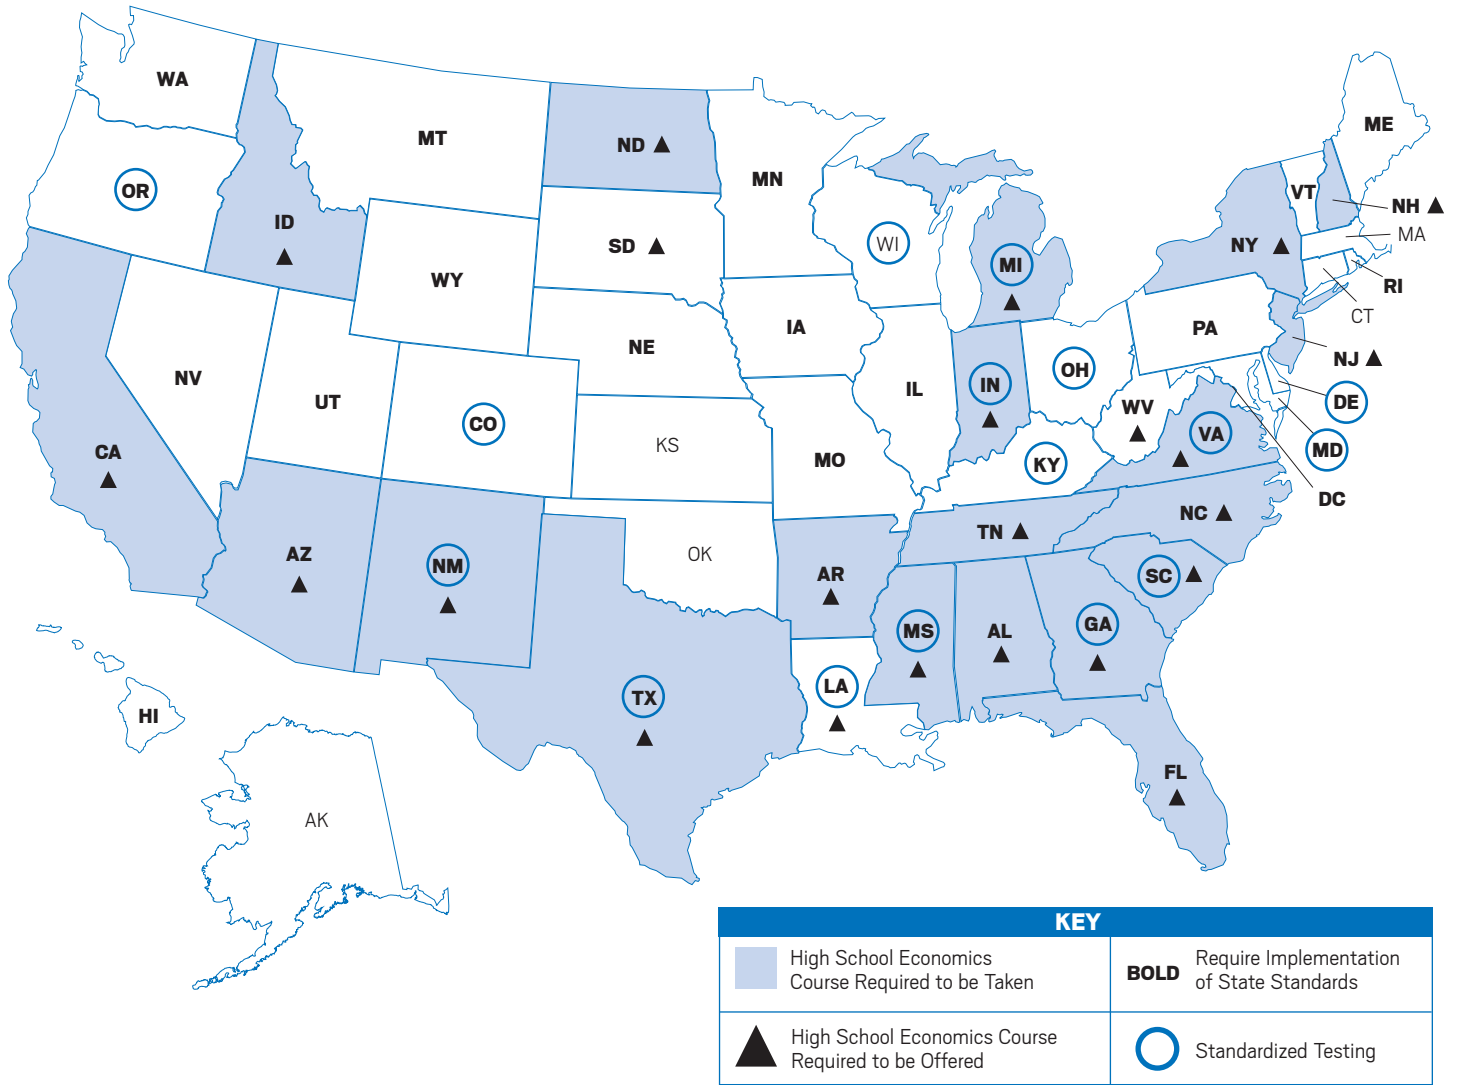 WA
MT
ND
MN
ME
OR
ID
SD
WI
MI
VT
NH
MA
NY
RI
WY
IA
NE
PA
CT
NJ
NV
UT
CO
KS
MO
IL
IN
OH
WV
VA
DE
MD
DC
CA
KY
NC
AZ
NM
OK
AR
TN
SC
MS
AL
GA
TX
LA
HI
FL
AK
KEY
High School Economics
Course Required to be Taken
BOLD
Require Implementation
of State Standards
High School Economics Course
Required to be Offered
Standardized Testing